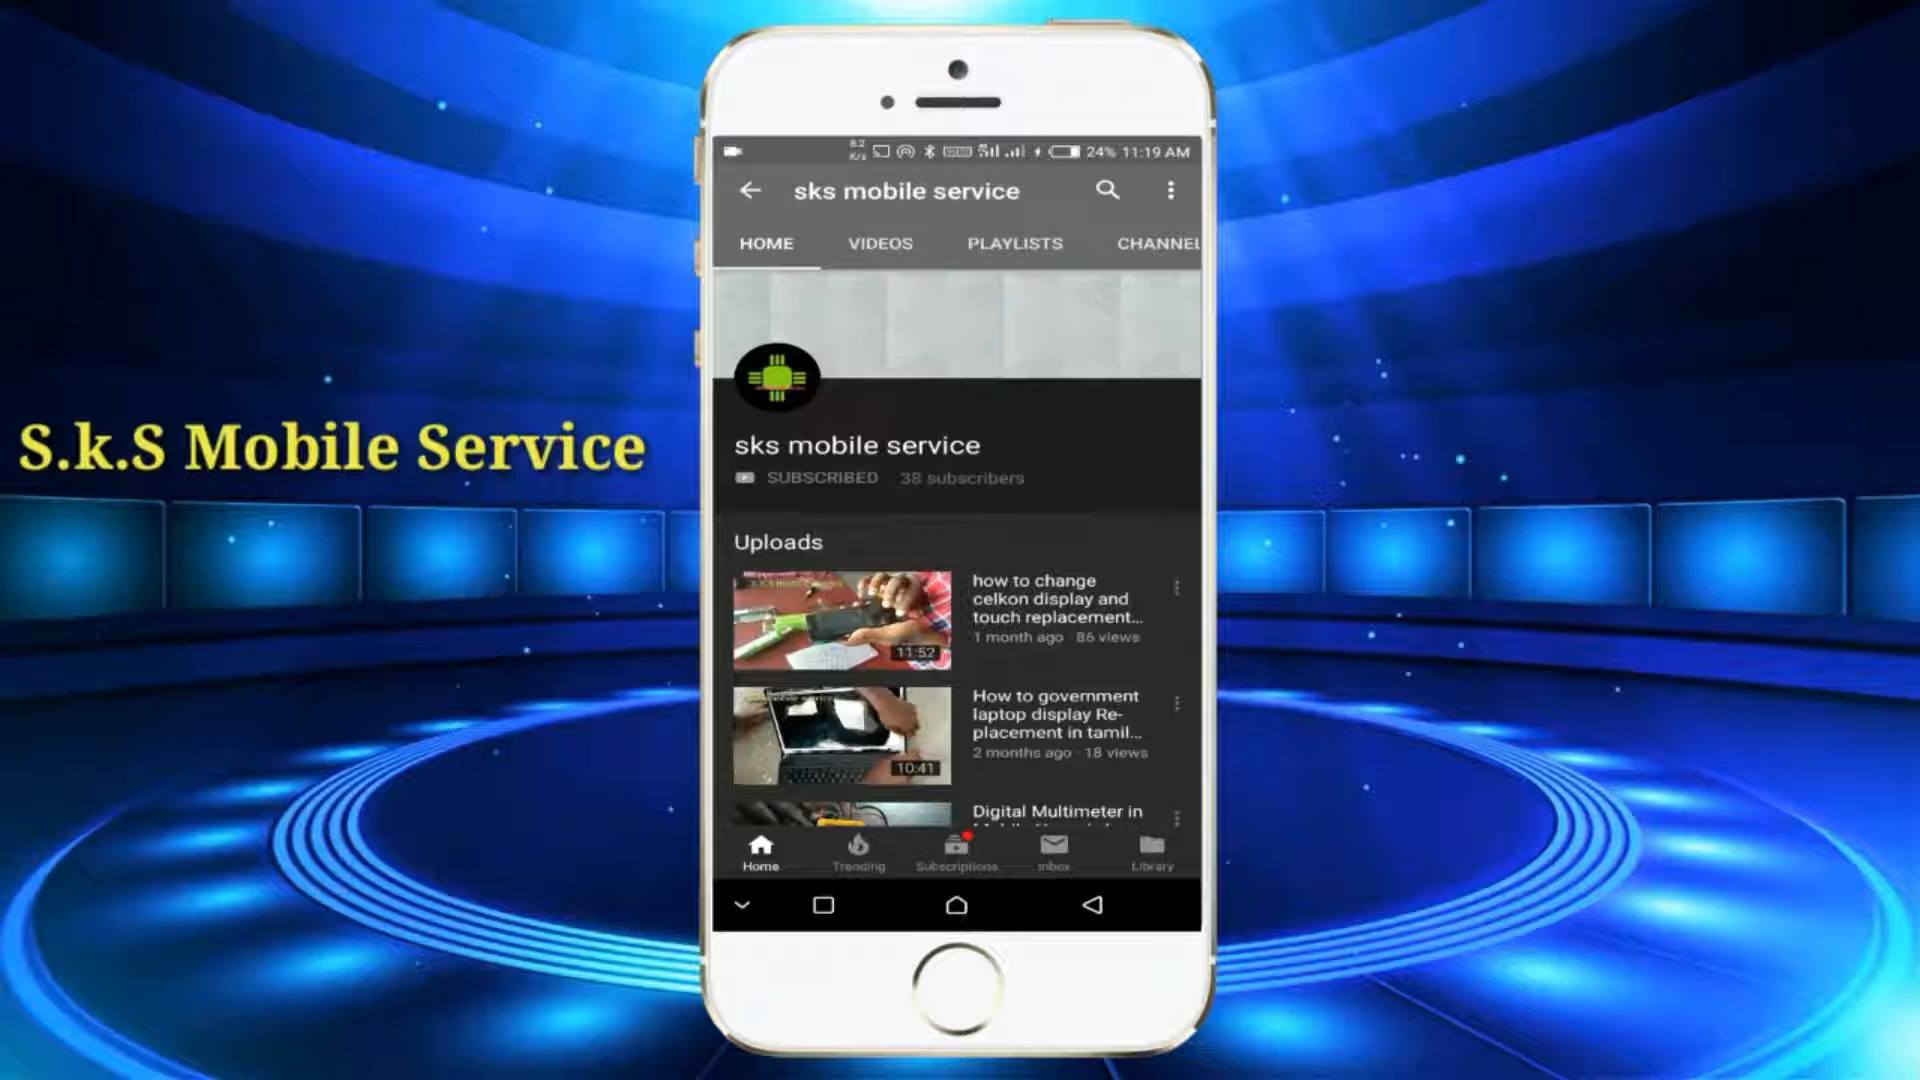 S.k.S Mobile Service
8.2
K/s
24% 11:19 AM
sks mobile service
HOME VIDEOS PLAYLISTS CHANNEL
sks mobile service
SUBSCRIBED 38 subscribers
Uploads
how to change
celkon display and
touch replacement...
1 month ago · 86 views
11:52
How to government
laptop display Re-
placement in tamil...
2 months ago · 18 views
10:41
Digital Multimeter in
Home Trending Subscriptions Inbox Library